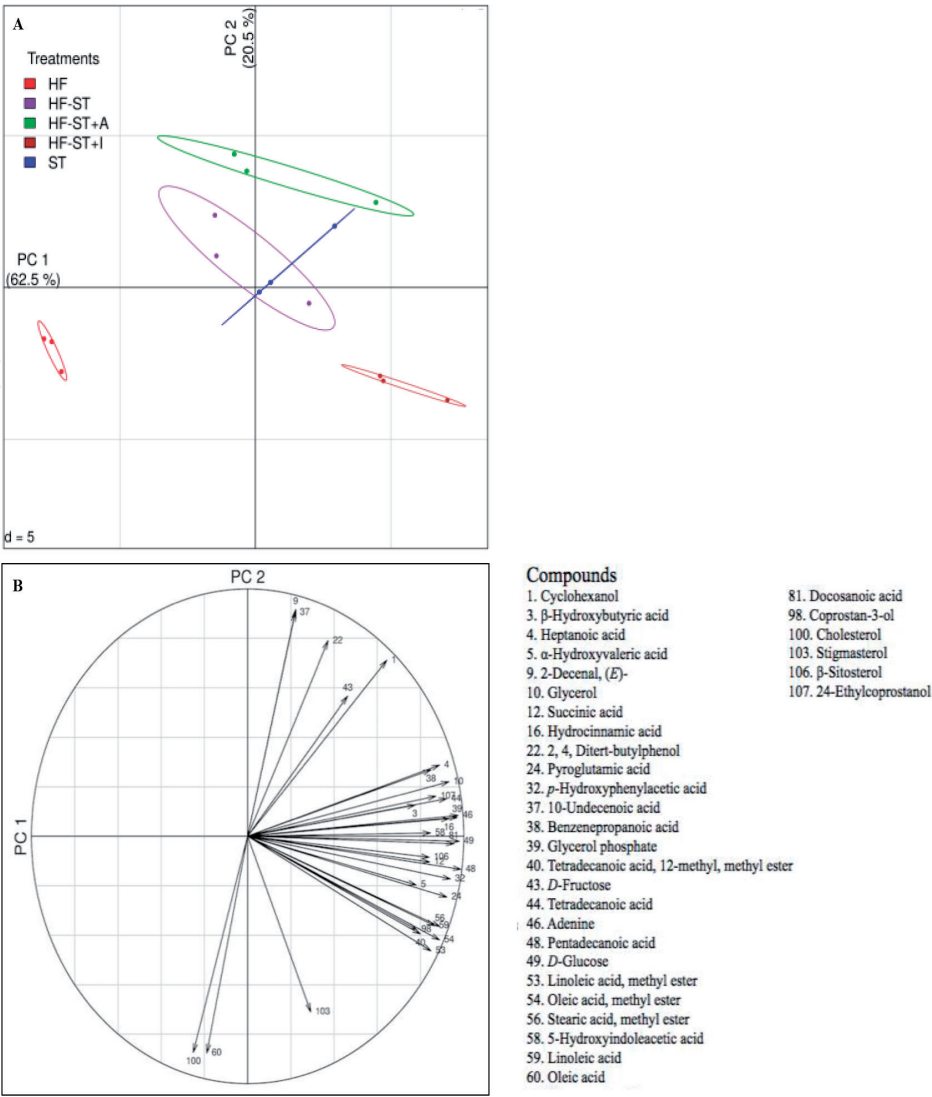 A
PC 2
(20.5 %)
Treatments
HF
HF-ST
HF-ST+A
HF-ST+I
ST
PC 1
(62.5 %)
d = 5
B
PC 2
PC 1
9
37
22
1
43
4
38
10
107
44
3
39
46
16
58
81
49
106
12
48
32
5
24
56
59
98
54
40
53
103
100
60
Compounds
1. Cyclohexanol
3. β-Hydroxybutyric acid
4. Heptanoic acid
5. α-Hydroxyvaleric acid
9. 2-Decenal, (E)-
10. Glycerol
12. Succinic acid
16. Hydrocinnamic acid
22. 2, 4, Ditert-butylphenol
24. Pyroglutamic acid
32. p-Hydroxyphenylacetic acid
37. 10-Undecenoic acid
38. Benzenepropanoic acid
39. Glycerol phosphate
40. Tetradecanoic acid, 12-methyl, methyl ester
43. D-Fructose
44. Tetradecanoic acid
46. Adenine
48. Pentadecanoic acid
49. D-Glucose
53. Linoleic acid, methyl ester
54. Oleic acid, methyl ester
56. Stearic acid, methyl ester
58. 5-Hydroxyindoleacetic acid
59. Linoleic acid
60. Oleic acid
81. Docosanoic acid
98. Coprostan-3-ol
100. Cholesterol
103. Stigmasterol
106. β-Sitosterol
107. 24-Ethylcoprostanol